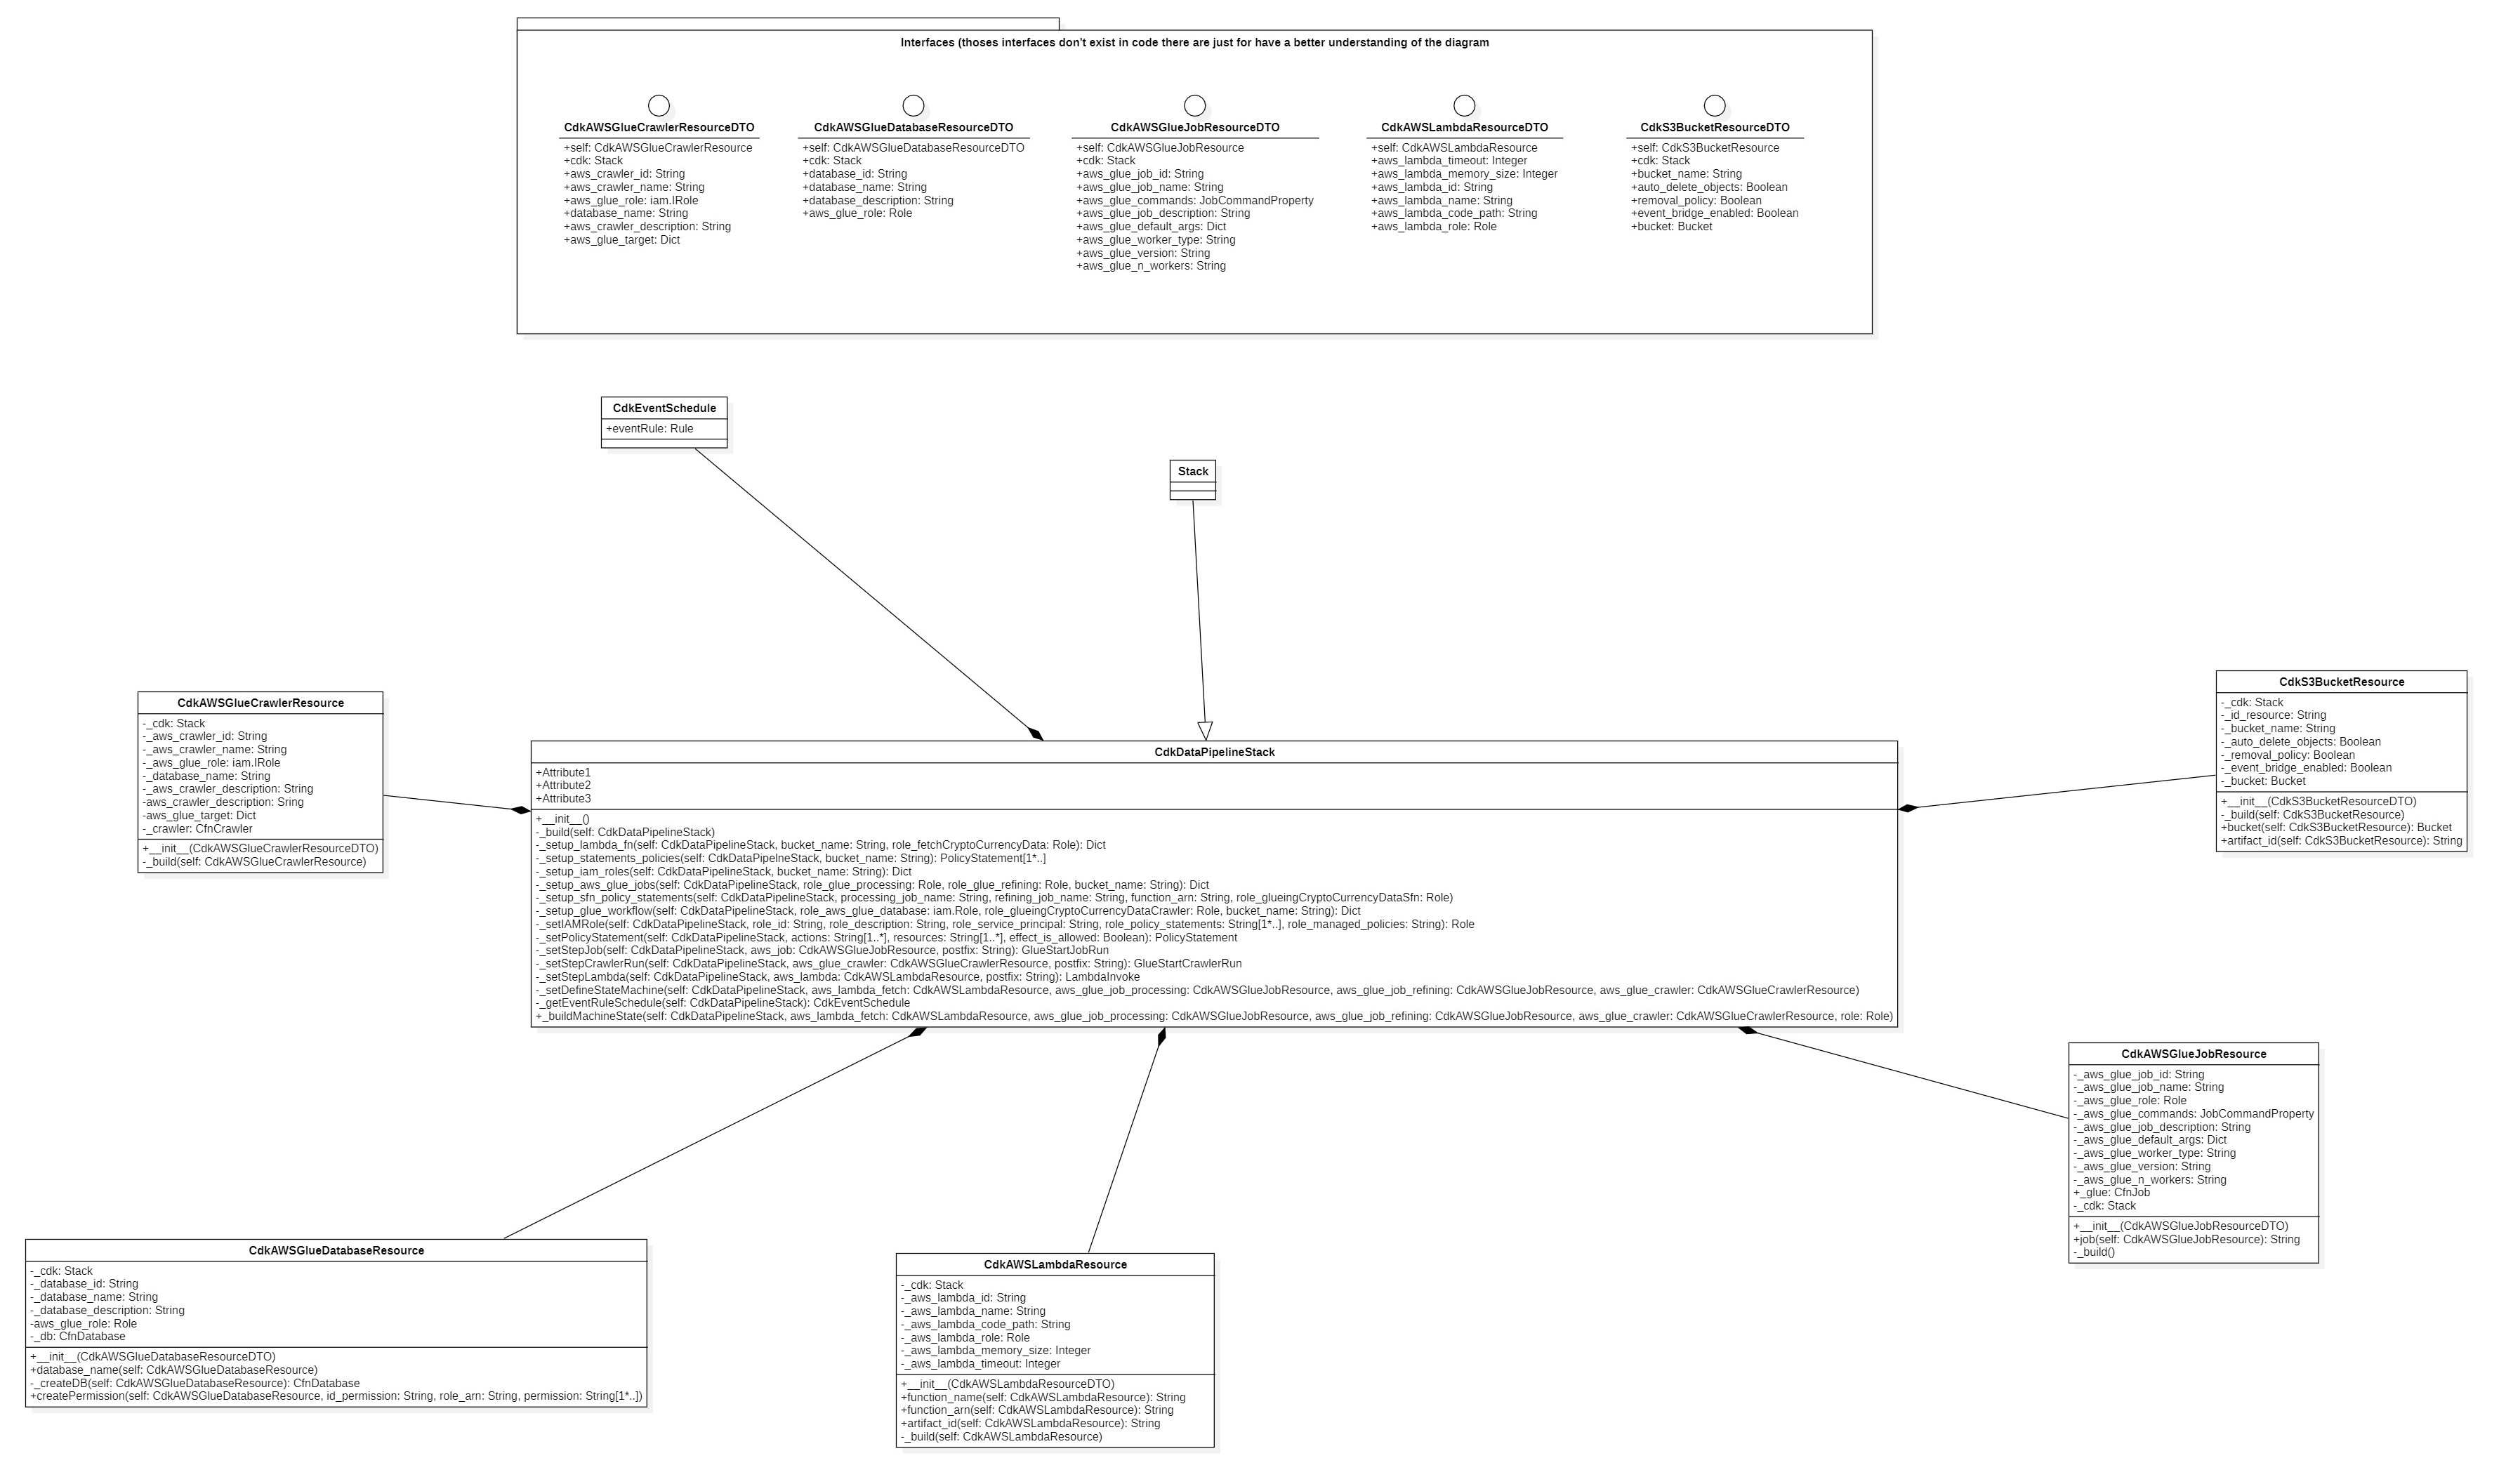 Interfaces (thoses interfaces don't exist in code there are just for have a better understanding of the diagram
CdkAWSGlueCrawlerResourceDTO
+self: CdkAWSGlueCrawlerResource
+cdk: Stack
+aws_crawler_id: String
+aws_crawler_name: String
+aws_glue_role: iam.IRole
+database_name: String
+aws_crawler_description: String
+aws_glue_target: Dict
CdkAWSGlueDatabaseResourceDTO
+self: CdkAWSGlueDatabaseResourceDTO
+cdk: Stack
+database_id: String
+database_name: String
+database_description: String
+aws_glue_role: Role
CdkAWSGlueJobResourceDTO
+self: CdkAWSGlueJobResource
+cdk: Stack
+aws_glue_job_id: String
+aws_glue_job_name: String
+aws_glue_commands: JobCommandProperty
+aws_glue_job_description: String
+aws_glue_default_args: Dict
+aws_glue_worker_type: String
+aws_glue_version: String
+aws_glue_n_workers: String
CdkAWSLambdaResourceDTO
+self: CdkAWSLambdaResource
+aws_lambda_timeout: Integer
+aws_lambda_memory_size: Integer
+aws_lambda_id: String
+aws_lambda_name: String
+aws_lambda_code_path: String
+aws_lambda_role: Role
CdkS3BucketResourceDTO
+self: CdkS3BucketResource
+cdk: Stack
+bucket_name: String
+auto_delete_objects: Boolean
+removal_policy: Boolean
+event_bridge_enabled: Boolean
+bucket: Bucket
CdkEventSchedule
+eventRule: Rule
Stack
CdkAWSGlueCrawlerResource
-_cdk: Stack
-_aws_crawler_id: String
-_aws_crawler_name: String
-_aws_glue_role: iam.IRole
-_database_name: String
-_aws_crawler_description: String
-aws_crawler_description: Sring
-aws_glue_target: Dict
-_crawler: CfnCrawler
+__init__(CdkAWSGlueCrawlerResourceDTO)
-_build(self: CdkAWSGlueCrawlerResource)
CdkDataPipelineStack
+Attribute1
+Attribute2
+Attribute3
+__init__()
-_build(self: CdkDataPipelineStack)
-_setup_lambda_fn(self: CdkDataPipelineStack, bucket_name: String, role_fetchCryptoCurrencyData: Role): Dict
-_setup_statements_policies(self: CdkDataPipelneStack, bucket_name: String): PolicyStatement[1*..]
-_setup_iam_roles(self: CdkDataPipelineStack, bucket_name: String): Dict
-_setup_aws_glue_jobs(self: CdkDataPipelineStack, role_glue_processing: Role, role_glue_refining: Role, bucket_name: String): Dict
-_setup_sfn_policy_statements(self: CdkDataPipelineStack, processing_job_name: String, refining_job_name: String, function_arn: String, role_glueingCryptoCurrencyDataSfn: Role)
-_setup_glue_workflow(self: CdkDataPipelineStack, role_aws_glue_database: iam.Role, role_glueingCryptoCurrencyDataCrawler: Role, bucket_name: String): Dict
-_setIAMRole(self: CdkDataPipelineStack, role_id: String, role_description: String, role_service_principal: String, role_policy_statements: String[1*..], role_managed_policies: String): Role
-_setPolicyStatement(self: CdkDataPipelineStack, actions: String[1..*], resources: String[1..*], effect_is_allowed: Boolean): PolicyStatement
-_setStepJob(self: CdkDataPipelineStack, aws_job: CdkAWSGlueJobResource, postfix: String): GlueStartJobRun
-_setStepCrawlerRun(self: CdkDataPipelineStack, aws_glue_crawler: CdkAWSGlueCrawlerResource, postfix: String): GlueStartCrawlerRun
-_setStepLambda(self: CdkDataPipelineStack, aws_lambda: CdkAWSLambdaResource, postfix: String): LambdaInvoke
-_setDefineStateMachine(self: CdkDataPipelineStack, aws_lambda_fetch: CdkAWSLambdaResource, aws_glue_job_processing: CdkAWSGlueJobResource, aws_glue_job_refining: CdkAWSGlueJobResource, aws_glue_crawler: CdkAWSGlueCrawlerResource)
-_getEventRuleSchedule(self: CdkDataPipelineStack): CdkEventSchedule
+_buildMachineState(self: CdkDataPipelineStack, aws_lambda_fetch: CdkAWSLambdaResource, aws_glue_job_processing: CdkAWSGlueJobResource, aws_glue_job_refining: CdkAWSGlueJobResource, aws_glue_crawler: CdkAWSGlueCrawlerResource, role: Role)
CdkS3BucketResource
-_cdk: Stack
-_id_resource: String
-_bucket_name: String
-_auto_delete_objects: Boolean
-_removal_policy: Boolean
-_event_bridge_enabled: Boolean
-_bucket: Bucket
+__init__(CdkS3BucketResourceDTO)
-_build(self: CdkS3BucketResource)
+bucket(self: CdkS3BucketResource): Bucket
+artifact_id(self: CdkS3BucketResource): String
CdkAWSGlueJobResource
-_aws_glue_job_id: String
-_aws_glue_job_name: String
-_aws_glue_role: Role
-_aws_glue_commands: JobCommandProperty
-_aws_glue_job_description: String
-_aws_glue_default_args: Dict
-_aws_glue_worker_type: String
-_aws_glue_version: String
-_aws_glue_n_workers: String
+_glue: CfnJob
-_cdk: Stack
+__init__(CdkAWSGlueJobResourceDTO)
+job(self: CdkAWSGlueJobResource): String
-_build()
CdkAWSGlueDatabaseResource
-_cdk: Stack
-_database_id: String
-_database_name: String
-_database_description: String
-aws_glue_role: Role
-_db: CfnDatabase
+__init__(CdkAWSGlueDatabaseResourceDTO)
+database_name(self: CdkAWSGlueDatabaseResource)
-_createDB(self: CdkAWSGlueDatabaseResource): CfnDatabase
+createPermission(self: CdkAWSGlueDatabaseResource, id_permission: String, role_arn: String, permission: String[1*..])
CdkAWSLambdaResource
-_cdk: Stack
-_aws_lambda_id: String
-_aws_lambda_name: String
-_aws_lambda_code_path: String
-_aws_lambda_role: Role
-_aws_lambda_memory_size: Integer
-_aws_lambda_timeout: Integer
+__init__(CdkAWSLambdaResourceDTO)
+function_name(self: CdkAWSLambdaResource): String
+function_arn(self: CdkAWSLambdaResource): String
+artifact_id(self: CdkAWSLambdaResource): String
-_build(self: CdkAWSLambdaResource)